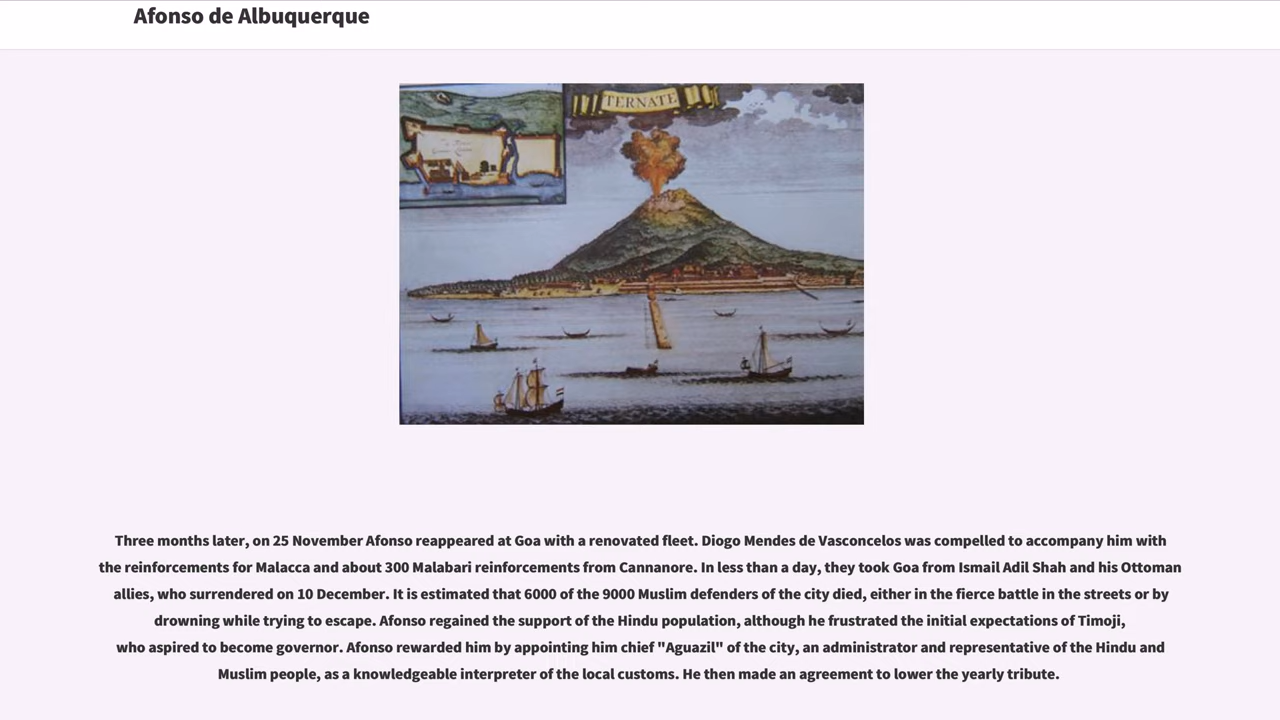 Afonso de Albuquerque
TERNATE
Three months later, on 25 November Afonso reappeared at Goa with a renovated fleet. Diogo Mendes de Vasconcelos was compelled to accompany him with
the reinforcements for Malacca and about 300 Malabari reinforcements from Cannanore. In less than a day, they took Goa from Ismail Adil Shah and his Ottoman
allies, who surrendered on 10 December. It is estimated that 6000 of the 9000 Muslim defenders of the city died, either in the fierce battle in the streets or by
drowning while trying to escape. Afonso regained the support of the Hindu population, although he frustrated the initial expectations of Timoji,
who aspired to become governor. Afonso rewarded him by appointing him chief "Aguazil" of the city, an administrator and representative of the Hindu and
Muslim people, as a knowledgeable interpreter of the local customs. He then made an agreement to lower the yearly tribute.